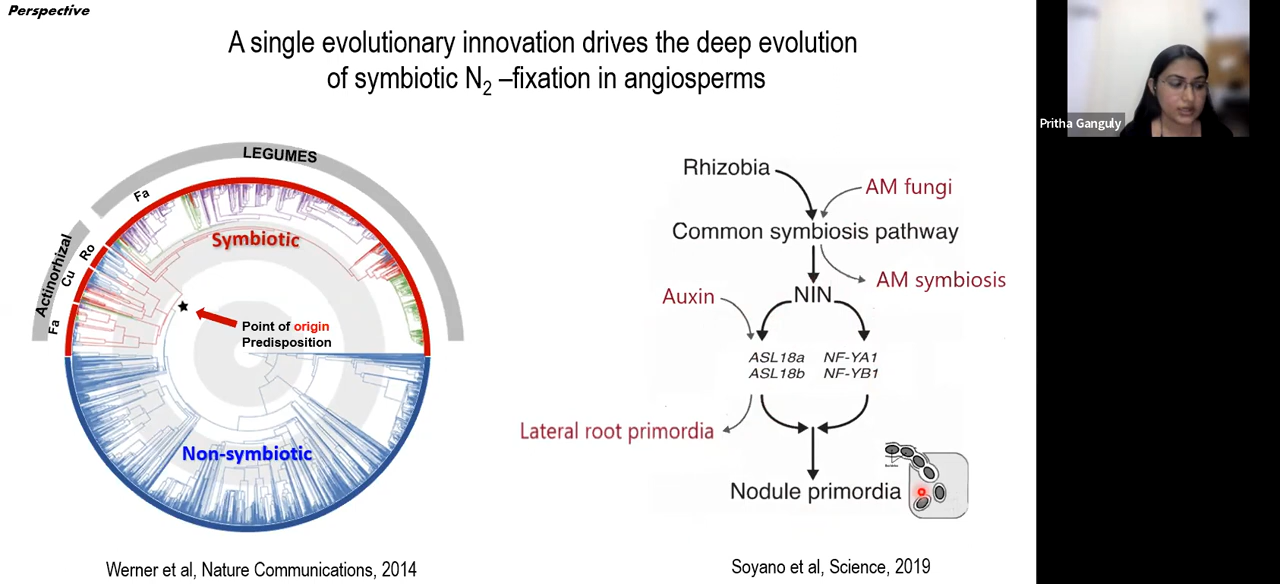 Perspective
A single evolutionary innovation drives the deep evolution
of symbiotic N2 –fixation in angiosperms
LEGUMES
Actinorhizal
Fa
Ro
Cu
Fa
Symbiotic
Point of origin
Predisposition
Non-symbiotic
Werner et al, Nature Communications, 2014
Rhizobia
AM fungi
Common symbiosis pathway
AM symbiosis
Auxin
NIN
ASL18a NF-YA1
ASL18b NF-YB1
Lateral root primordia
Nodule primordia
Soyano et al, Science, 2019
Pritha Ganguly